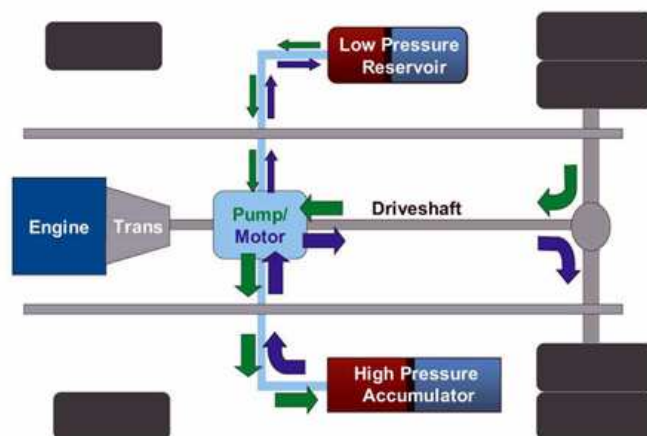 Low Pressure
Reservoir
Engine
Trans
Pump/
Motor
Driveshaft
High Pressure
Accumulator